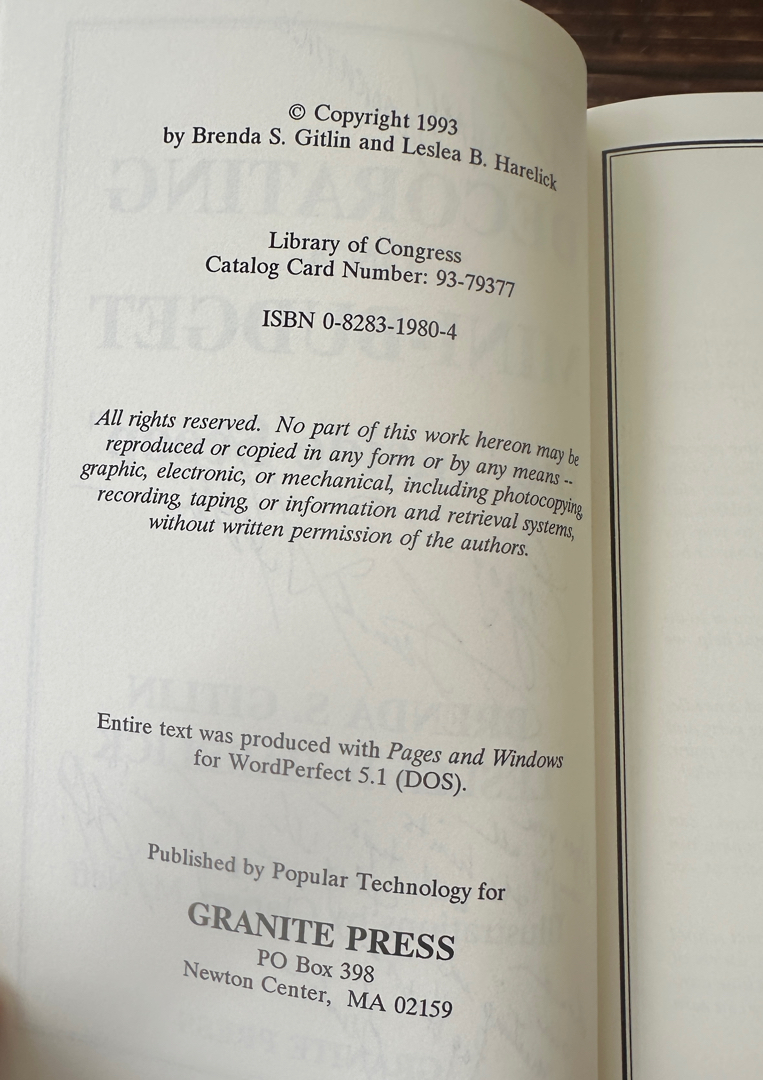 © Copyright 1993
by Brenda S. Gitlin and Leslea B. Harelick
Library of Congress
Catalog Card Number: 93-79377
ISBN 0-8283-1980-4
All rights reserved. No part of this work hereon may be
reproduced or copied in any form or by any means --
graphic, electronic, or mechanical, including photocopying,
recording, taping, or information and retrieval systems,
without written permission of the authors.
Entire text was produced with Pages and Windows
for WordPerfect 5.1 (DOS).
Published by Popular Technology for
GRANITE PRESS
PO Box 398
Newton Center, MA 02159